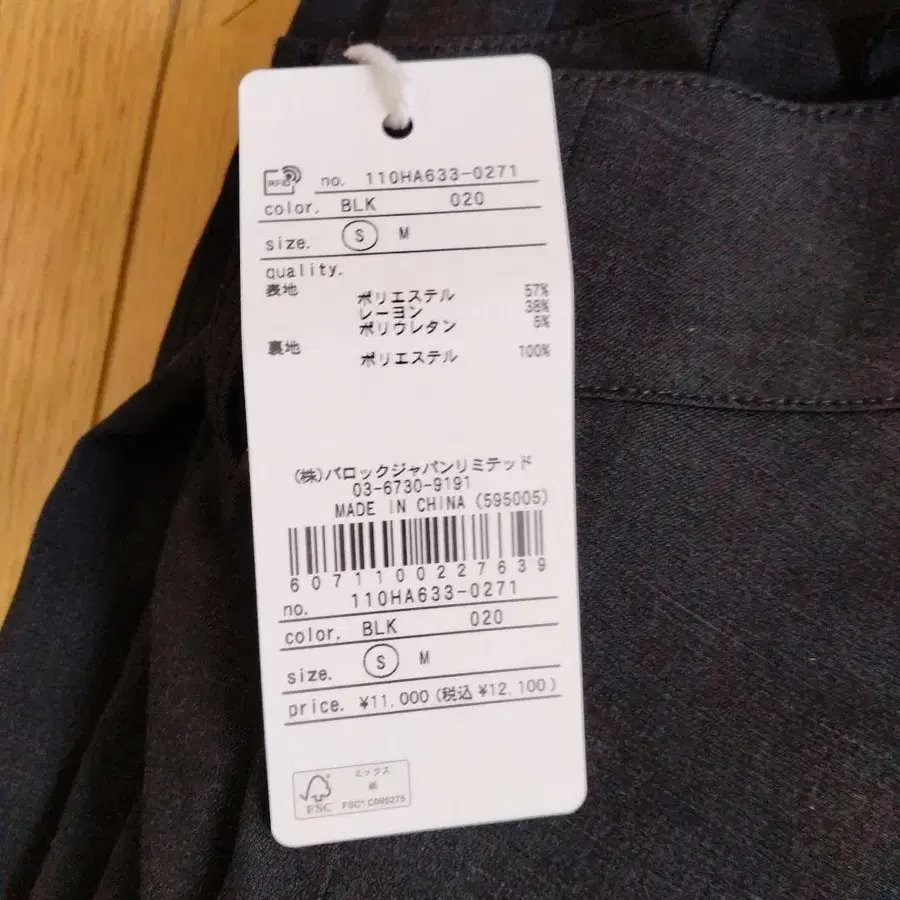 RFID
no. 110HA633-0271
color. BLK 020
size. S M
quality.
表地 ポリエステル 57%
レーヨン 38%
ポリウレタン 5%
裏地 ポリエステル 100%
(株)バロックジャパンリミテッド
03-6730-9191
MADE IN CHINA (595005)
6071100227639
no. 110HA633-0271
color. BLK 020
size. S M
price. ¥11,000 (税込 ¥12,100)
ミックス
紙
FSC FSC® C095275